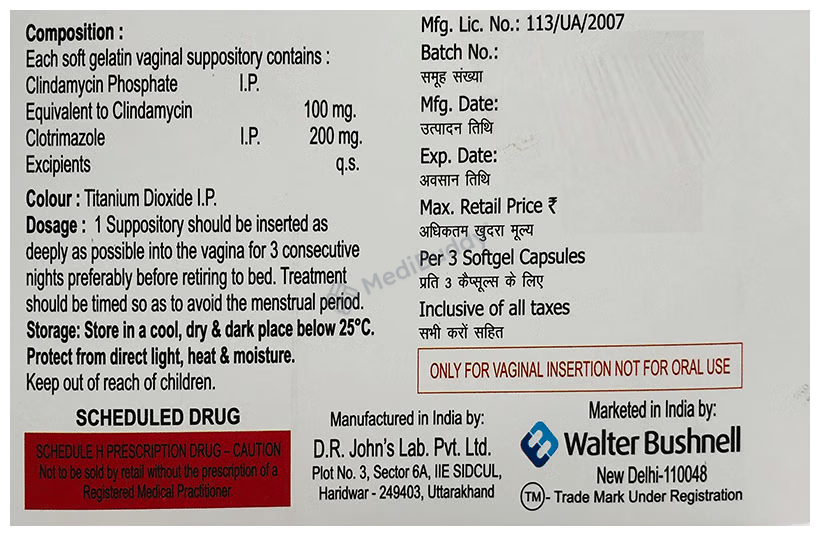 Composition :
Each soft gelatin vaginal suppository contains :
Clindamycin Phosphate I.P.
Equivalent to Clindamycin 100 mg.
Clotrimazole I.P. 200 mg.
Excipients q.s.
Colour : Titanium Dioxide I.P.
Dosage : 1 Suppository should be inserted as
deeply as possible into the vagina for 3 consecutive
nights preferably before retiring to bed. Treatment
should be timed so as to avoid the menstrual period.
Storage: Store in a cool, dry & dark place below 25°C.
Protect from direct light, heat & moisture.
Keep out of reach of children.
SCHEDULED DRUG
SCHEDULE H PRESCRIPTION DRUG – CAUTION
Not to be sold by retail without the prescription of a
Registered Medical Practitioner.
Mfg. Lic. No.: 113/UA/2007
Batch No.:
समूह संख्या
Mfg. Date:
उत्पादन तिथि
Exp. Date:
अवसान तिथि
Max. Retail Price ₹
अधिकतम खुदरा मूल्य
Per 3 Softgel Capsules
प्रति 3 कैप्सूल्स के लिए
Inclusive of all taxes
सभी करों सहित
ONLY FOR VAGINAL INSERTION NOT FOR ORAL USE
Manufactured in India by:
D.R. John's Lab. Pvt. Ltd.
Plot No. 3, Sector 6A, IIE SIDCUL,
Haridwar - 249403, Uttarakhand
Marketed in India by:
Walter Bushnell
New Delhi-110048
TM - Trade Mark Under Registration
MediBuddy